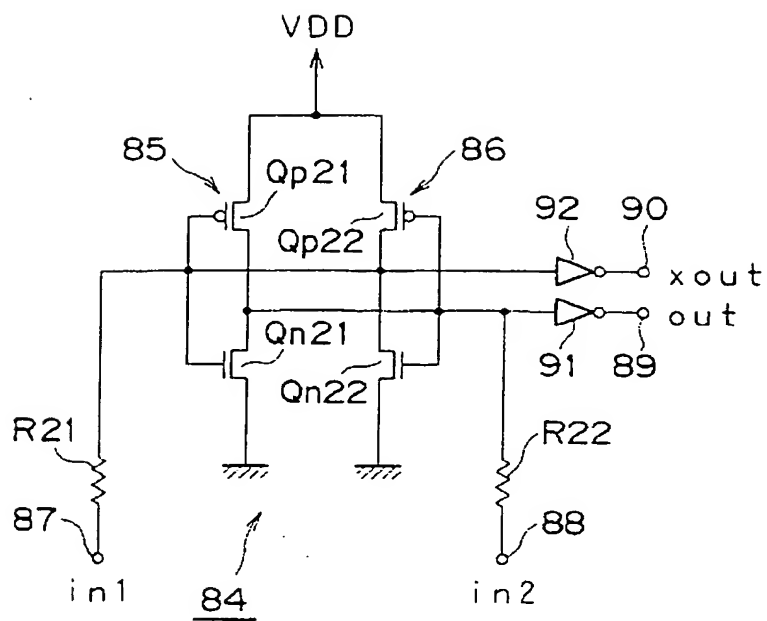 VDD
85
86
Qp21
Qp22
92
90
xout
out
Qn21
Qn22
91
89
R21
R22
87
88
in1
in2
84